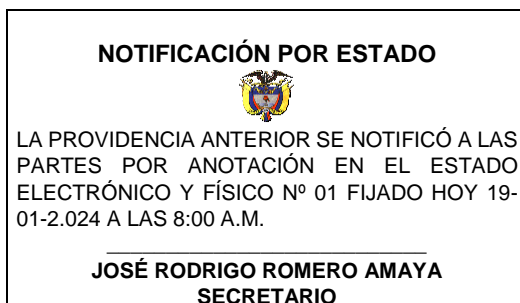 NOTIFICACIÓN POR ESTADO
LA PROVIDENCIA ANTERIOR SE NOTIFICÓ A LAS
PARTES POR ANOTACIÓN EN EL ESTADO
ELECTRÓNICO Y FÍSICO Nº 01 FIJADO HOY 19-
01-2.024 A LAS 8:00 A.M.
JOSÉ RODRIGO ROMERO AMAYA
SECRETARIO